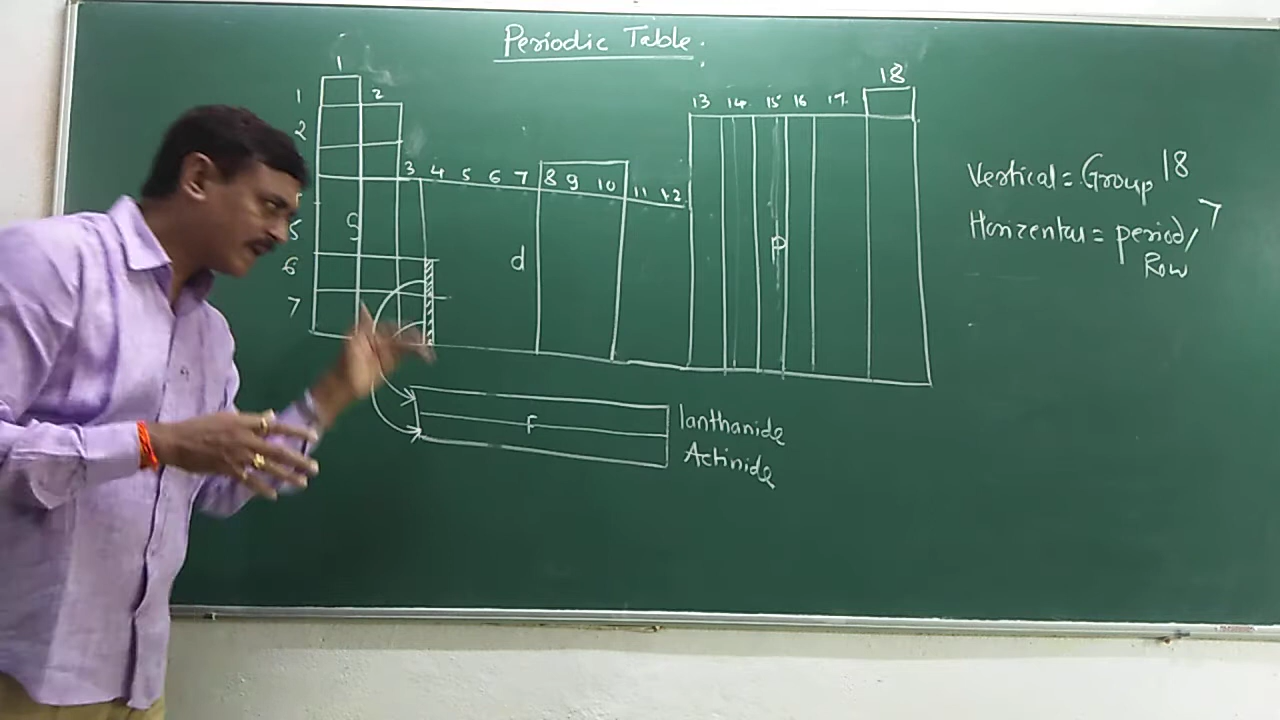 Periodic Table.
1 18
1 2 13 14 15 16 17
2
3 4 5 6 7 8 9 10 11 12
5 S d p
6
7
F
lanthanide
Actinide
Vertical = Group 18
Horizental = period/ 7
Row